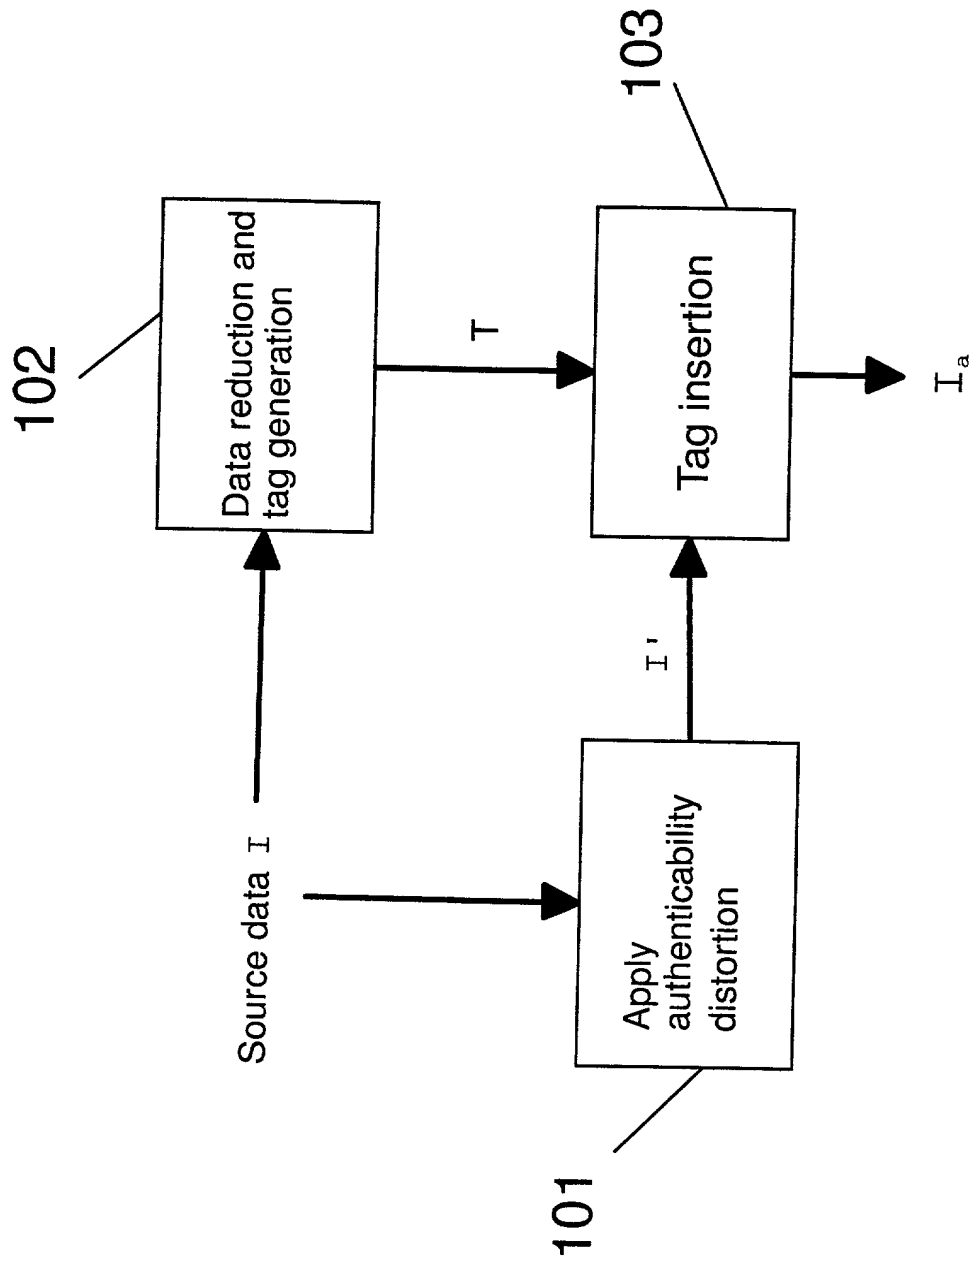 102
Data reduction and
tag generation
Source data I
T
103
Tag insertion
I'
Apply
authenticability
distortion
101
Iₐ